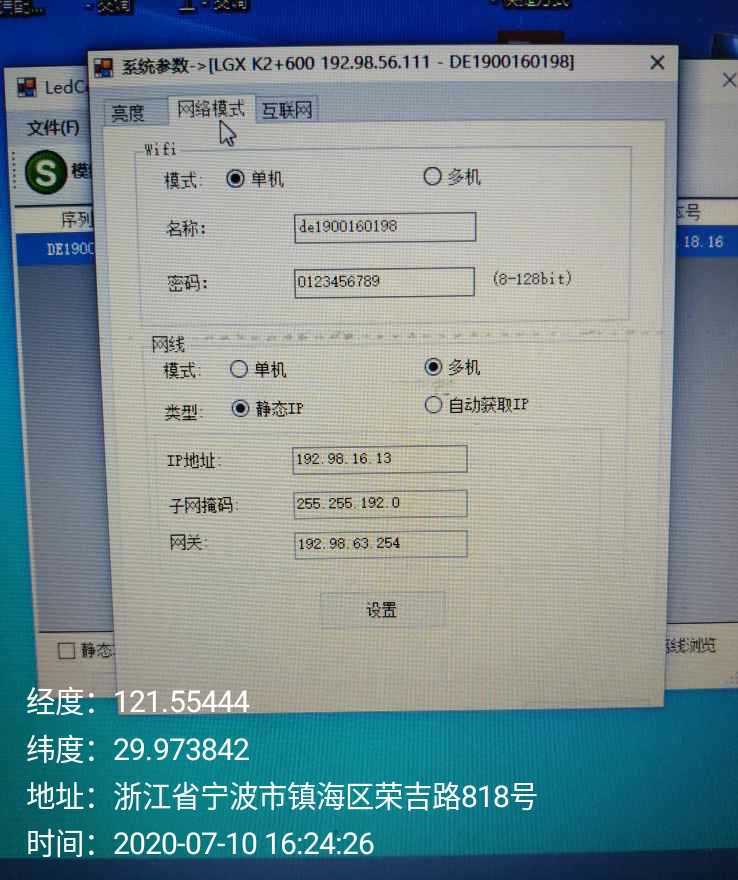 系统参数->[LGX K2+600 192.98.56.111 - DE1900160198]
LedC
文件(F)
亮度 网络模式 互联网
S 模
序列
本号
DE1900
.18.16
Wifi
模式: 单机 多机
名称: de1900160198
密码: 0123456789 (8-128bit)
网线
模式: 单机 多机
类型: 静态IP 自动获取IP
IP地址: 192.98.16.13
子网掩码: 255.255.192.0
网关: 192.98.63.254
设置
静态
线浏览
经度：121.55444
纬度：29.973842
地址：浙江省宁波市镇海区荣吉路818号
时间：2020-07-10 16:24:26